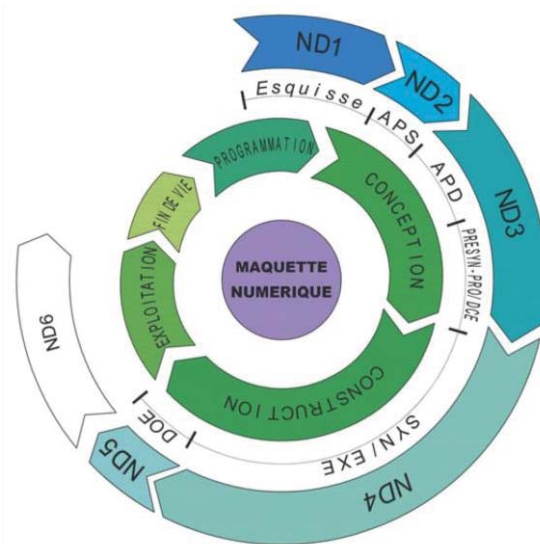 ND1
ND2
ND3
ND4
ND5
ND6
Esquisse
APS
APD
PRESYN-PRO/DCE
SYN/EXE
DOE
PROGRAMMATION
CONCEPTION
CONSTRUCTION
EXPLOITATION
FIN DE VIE
MAQUETTE
NUMERIQUE